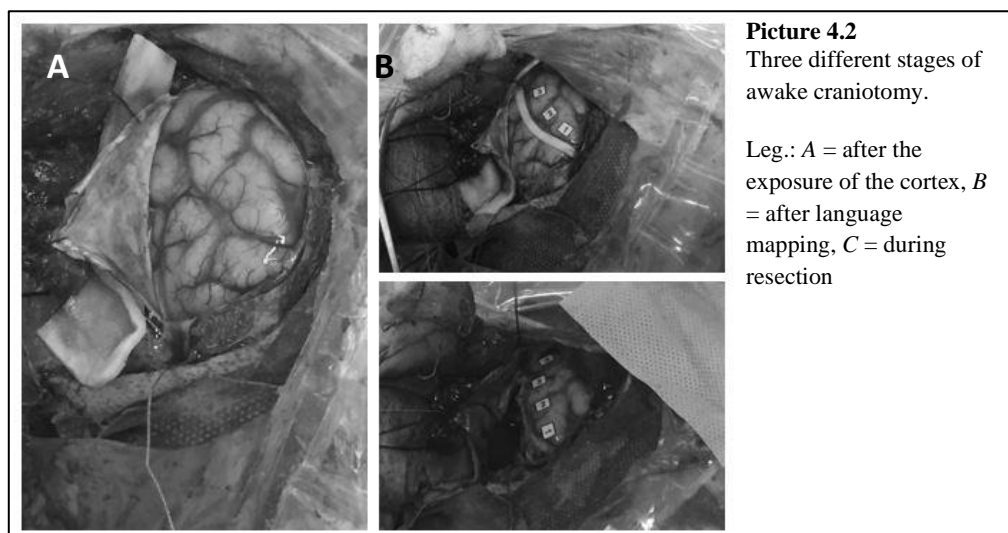 A
B
Picture 4.2
Three different stages of
awake craniotomy.
Leg.: A = after the
exposure of the cortex, B
= after language
mapping, C = during
resection